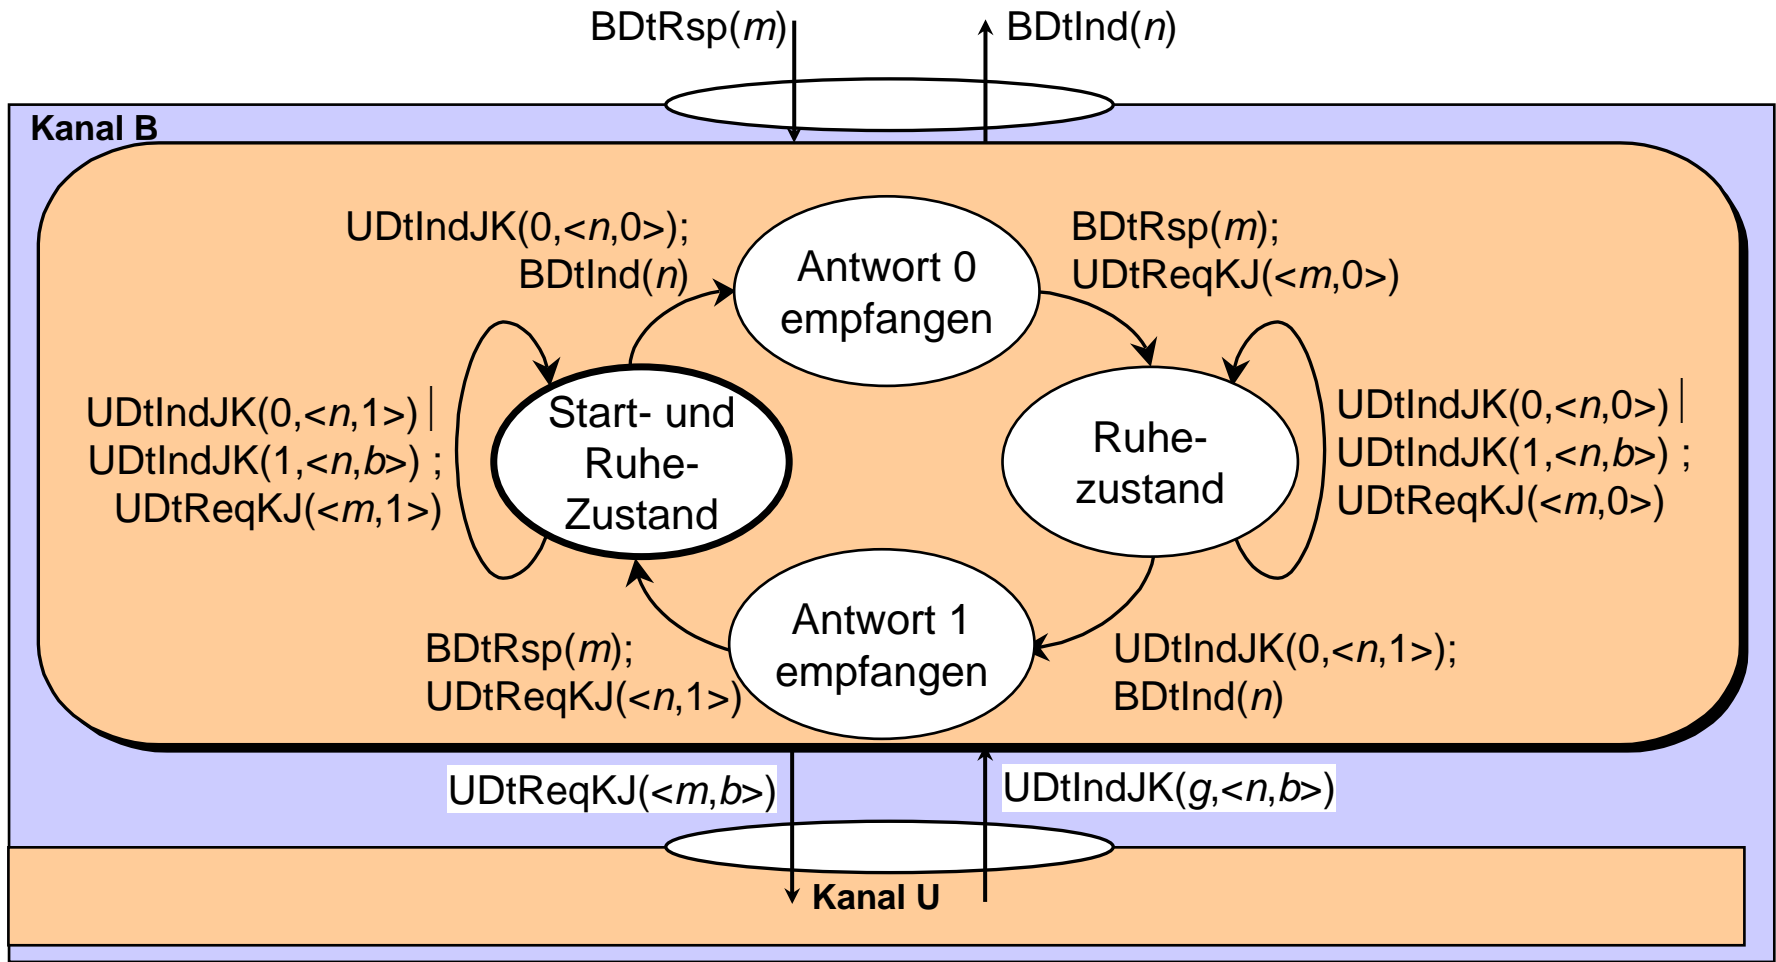 BDtRsp(m)
BDtInd(n)
Kanal B
UDtIndJK(0,<n,0>);
BDtInd(n)
Antwort 0
empfangen
BDtRsp(m);
UDtReqKJ(<m,0>)
UDtIndJK(0,<n,1>) |
UDtIndJK(1,<n,b>) ;
UDtReqKJ(<m,1>)
Start- und
Ruhe-
Zustand
Ruhe-
zustand
UDtIndJK(0,<n,0>) |
UDtIndJK(1,<n,b>) ;
UDtReqKJ(<m,0>)
BDtRsp(m);
UDtReqKJ(<n,1>)
Antwort 1
empfangen
UDtIndJK(0,<n,1>);
BDtInd(n)
UDtReqKJ(<m,b>)
UDtIndJK(g,<n,b>)
Kanal U